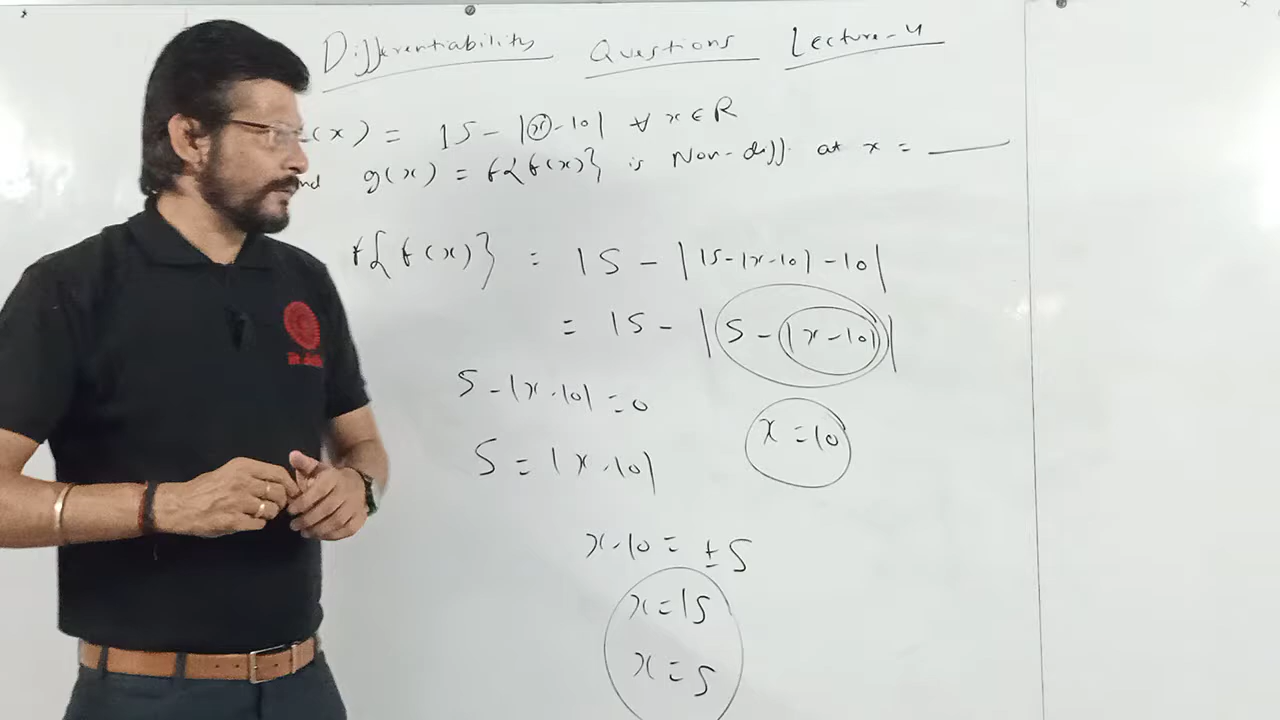 Differentiability Questions Lecture-4
(x) = 15 - |x-10| ∀ x ∈ R
and g(x) = f{f(x)} is Non-diff. at x = ____
f{f(x)} = 15 - |15-|x-10|-10|
= 15 - |5-|x-10||
5-|x-10| = 0
x = 10
5 = |x-10|
x-10 = ±5
x = 15
x = 5